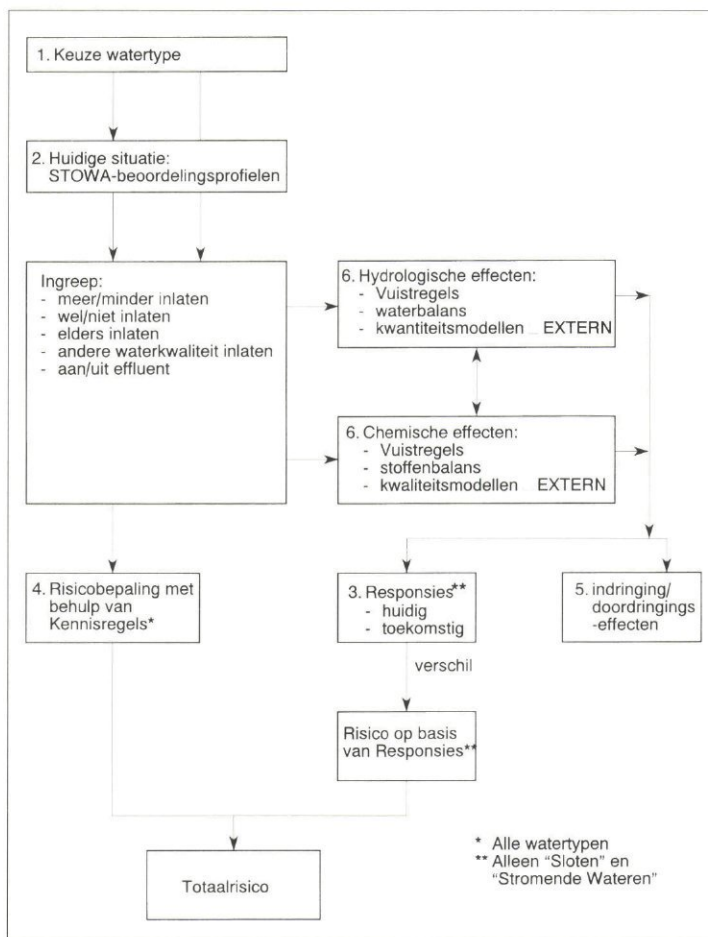 1. Keuze watertype
2. Huidige situatie:
STOWA-beoordelingsprofielen
Ingreep:
- meer/minder inlaten
- wel/niet inlaten
- elders inlaten
- andere waterkwaliteit inlaten
- aan/uit effluent
6. Hydrologische effecten:
- Vuistregels
- waterbalans
- kwantiteitsmodellen EXTERN
6. Chemische effecten:
- Vuistregels
- stoffenbalans
- kwaliteitsmodellen EXTERN
4. Risicobepaling met
behulp van
Kennisregels*
3. Responsies**
- huidig
- toekomstig
5. indringing/
doordringings
-effecten
verschil
Risico op basis
van Responsies**
Totaalrisico
* Alle watertypen
** Alleen “Sloten” en
“Stromende Wateren”